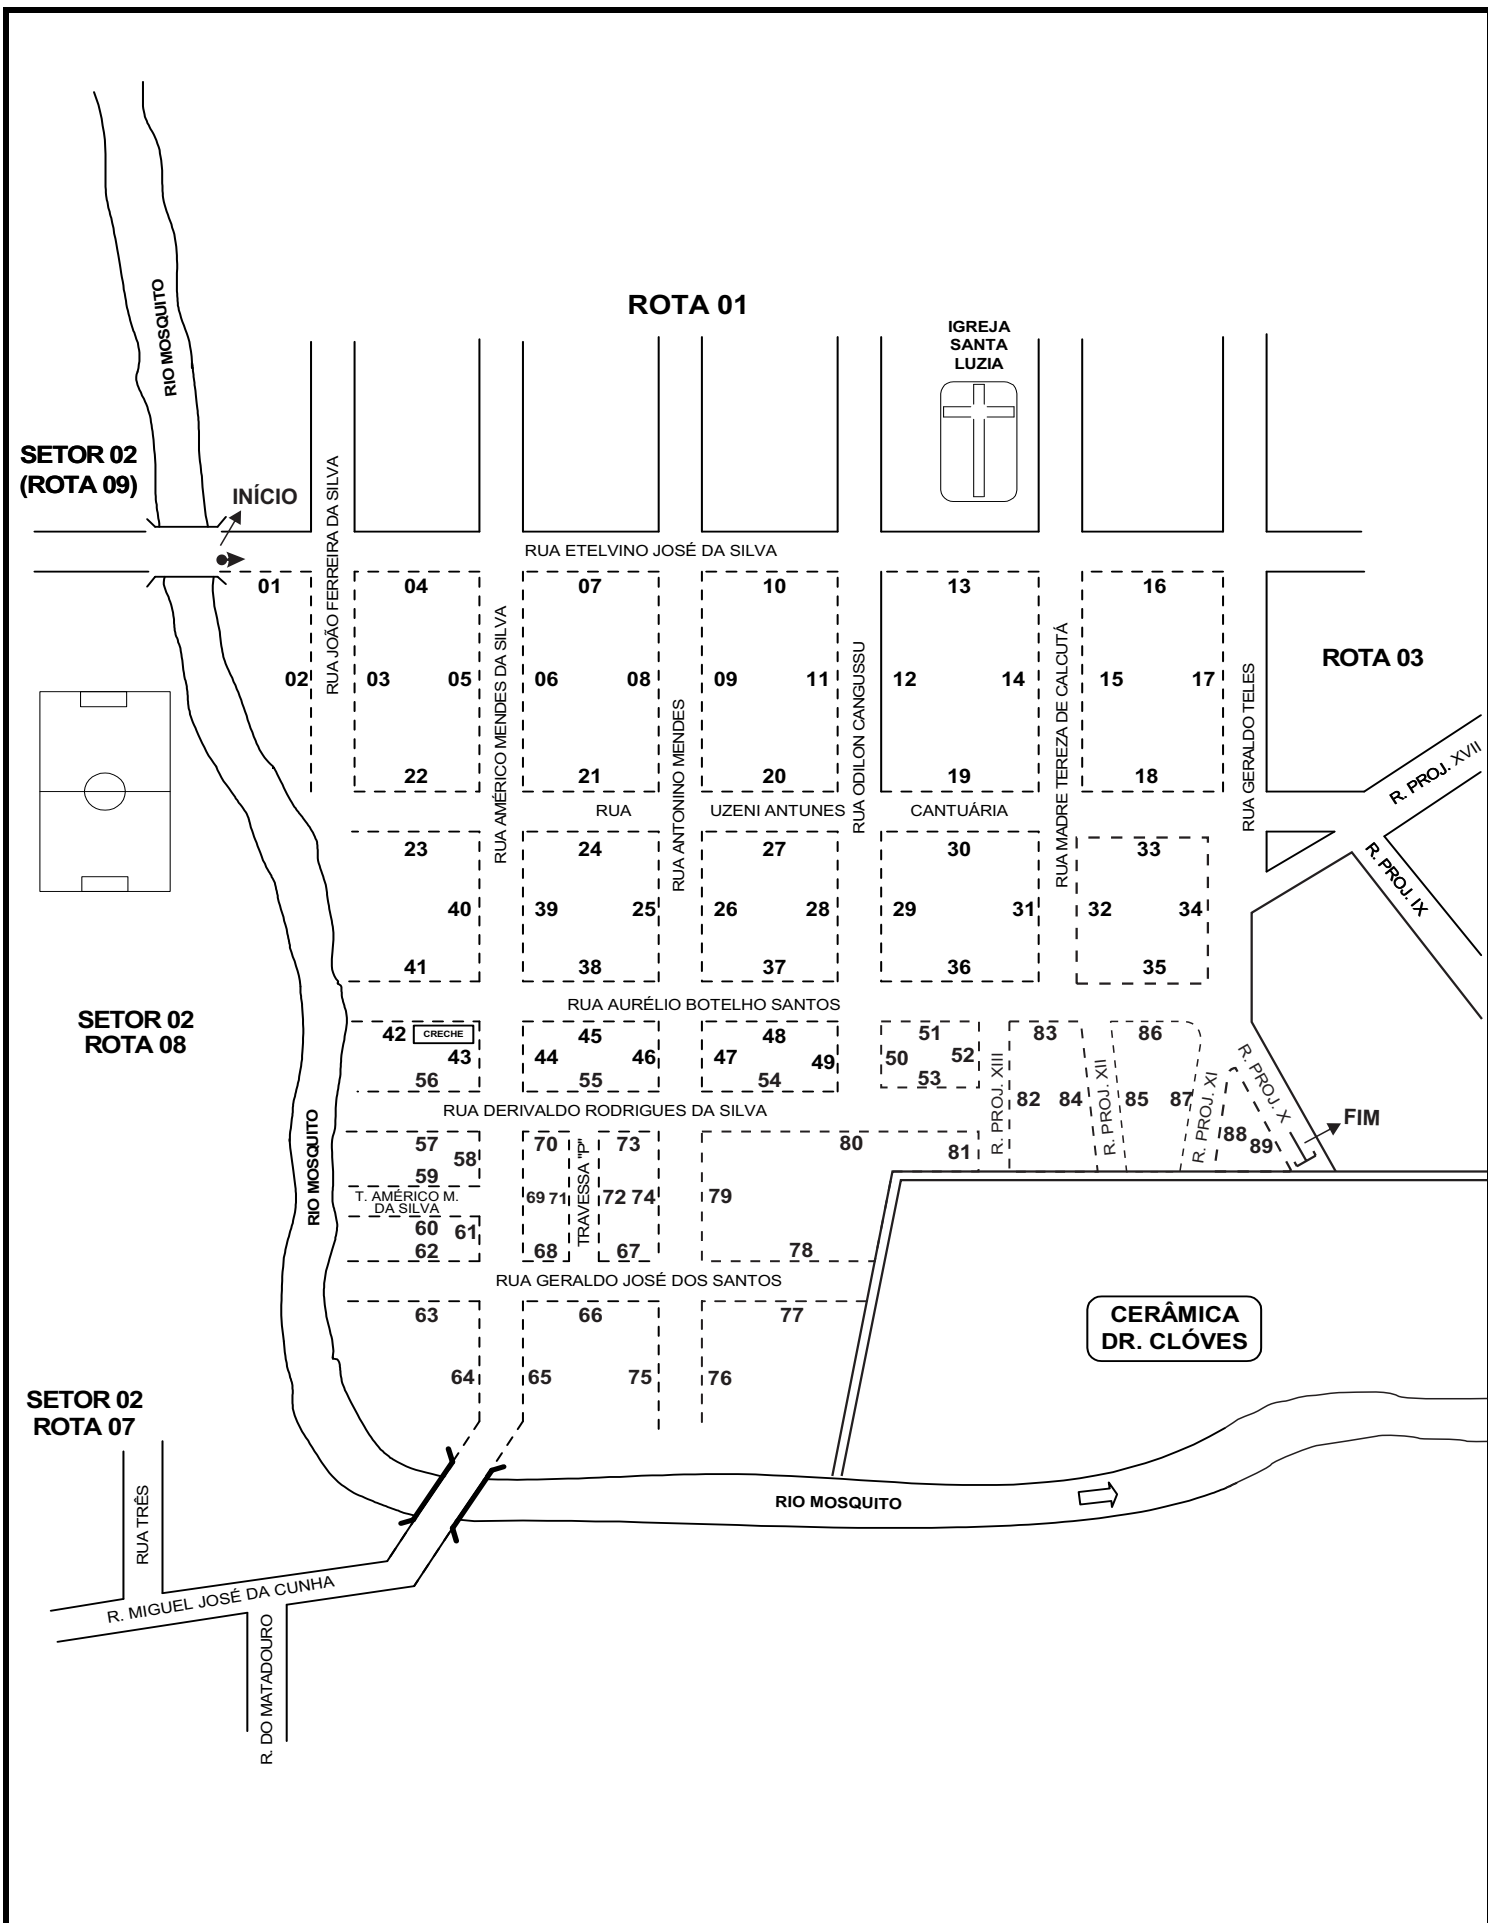 ROTA 01
IGREJA
SANTA
LUZIA
RIO MOSQUITO
SETOR 02
(ROTA 09)
INÍCIO
RUA JOÃO FERREIRA DA SILVA
RUA ETELVINO JOSÉ DA SILVA
01 04 07 10 13 16
RUA AMÉRICO MENDES DA SILVA
RUA ANTONINO MENDES
RUA ODILON CANGUSSU
RUA MADRE TEREZA DE CALCUTÁ
RUA GERALDO TELES
ROTA 03
02 03 05 06 08 09 11 12 14 15 17
22 21 20 19 18
R. PROJ. XVII
RUA UZENI ANTUNES CANTUÁRIA
R. PROJ. IX
23 24 27 30 33
40 39 25 26 28 29 31 32 34
41 38 37 36 35
RUA AURÉLIO BOTELHO SANTOS
SETOR 02
ROTA 08
42 CRECHE 45 48 51 83 86
43 44 46 47 49 50 52
56 55 54 53
R. PROJ. XIII
R. PROJ. XII
R. PROJ. XI
R. PROJ. X
82 84 85 87
RUA DERIVALDO RODRIGUES DA SILVA
FIM
RIO MOSQUITO
57 70 73 80 88
58 81 89
59
TRAVESSA "P"
T. AMÉRICO M.
DA SILVA
69 71 72 74 79
60 61
62 68 67 78
RUA GERALDO JOSÉ DOS SANTOS
63 66 77
CERÂMICA
DR. CLÓVES
64 65 75 76
SETOR 02
ROTA 07
RIO MOSQUITO
RUA TRÊS
R. MIGUEL JOSÉ DA CUNHA
R. DO MATADOURO